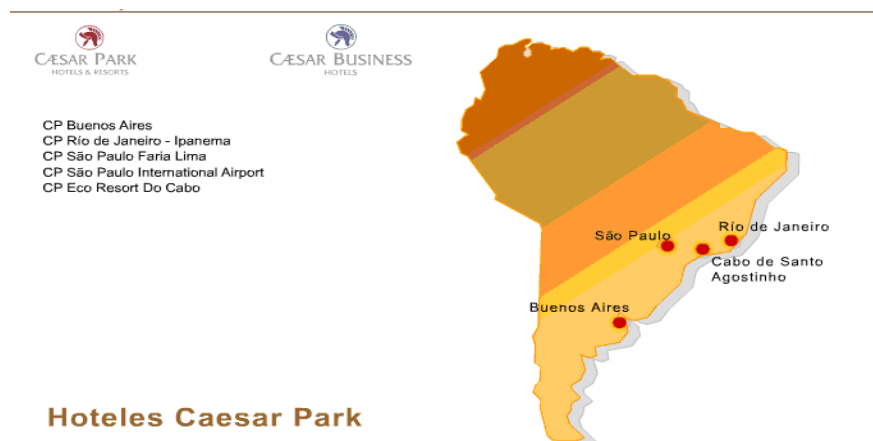 CÆSAR PARK
HOTELS & RESORTS
CÆSAR BUSINESS
HOTELS
CP Buenos Aires
CP Río de Janeiro - Ipanema
CP São Paulo Faria Lima
CP São Paulo International Airport
CP Eco Resort Do Cabo
São Paulo
Río de Janeiro
Cabo de Santo
Agostinho
Buenos Aires
Hoteles Caesar Park